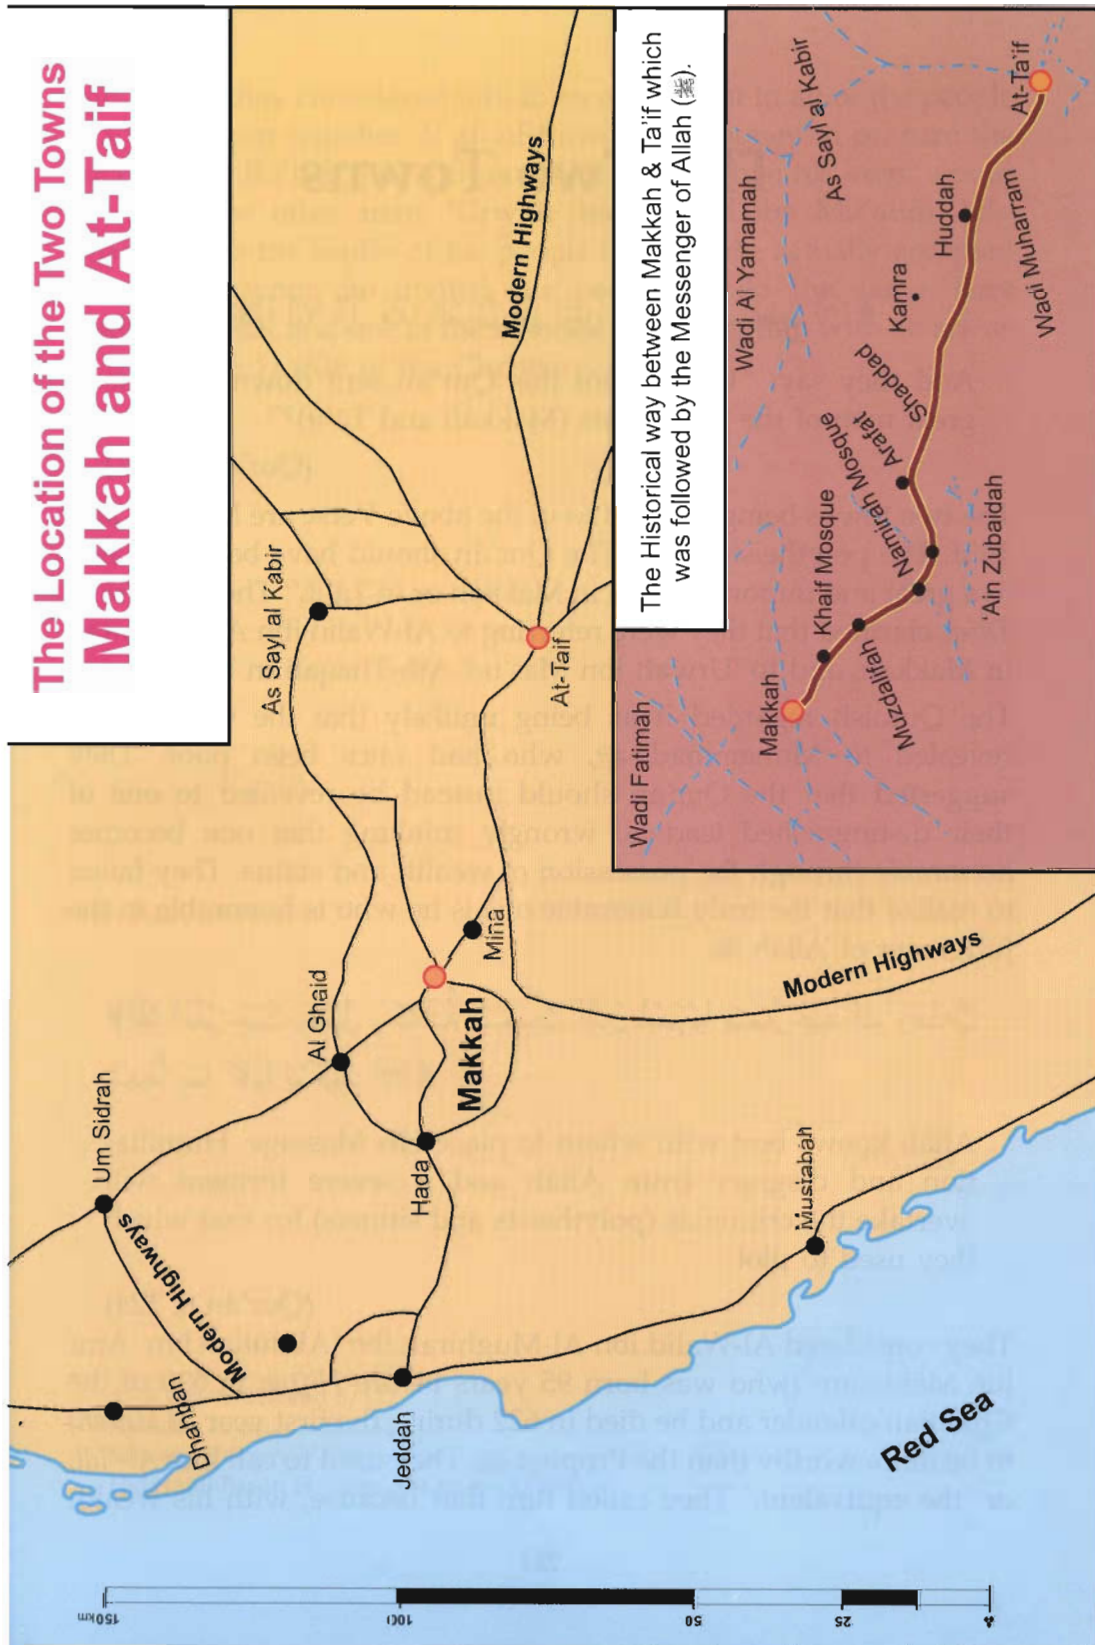 The Location of the Two Towns
Makkah and At-Taif
Modern Highways
As Sayl al Kabir
At-Taif
Al Ghaid
Mina
Makkah
Um Sidrah
Hada
Modern Highways
Dhahban
Jeddah
Mustabah
Modern Highways
Red Sea
150km
100
50
25
The Historical way between Makkah & Ta'if which
was followed by the Messenger of Allah (ﷺ).
Wadi Fatimah
Wadi Al Yamamah
As Sayl al Kabir
Makkah
Khaif Mosque
Muzdalifah
Namirah Mosque
Arafat
Shaddad
Kamra
Huddah
At-Ta'if
Wadi Muharram
'Ain Zubaidah